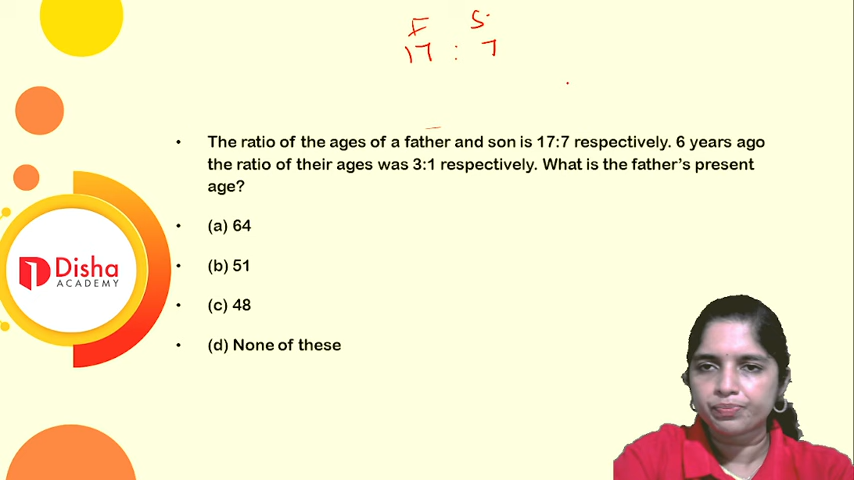 F S
17 : 7
• The ratio of the ages of a father and son is 17:7 respectively. 6 years ago
the ratio of their ages was 3:1 respectively. What is the father's present
age?
• (a) 64
• (b) 51
• (c) 48
• (d) None of these
Disha
ACADEMY